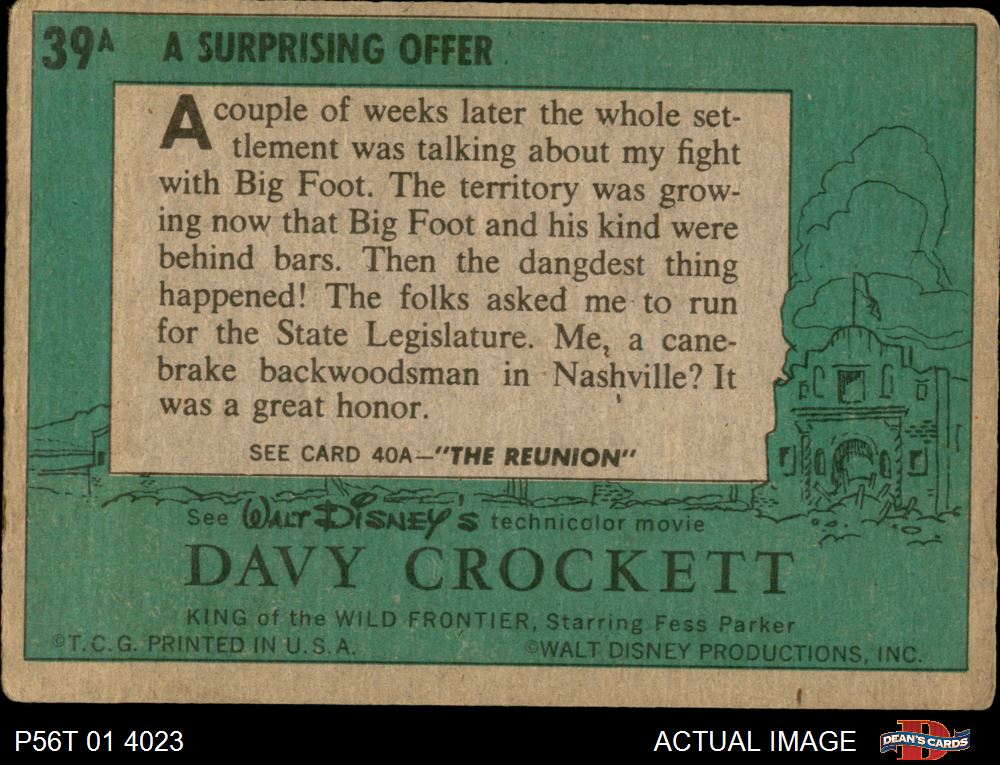 39A A SURPRISING OFFER
A couple of weeks later the whole set-
tlement was talking about my fight
with Big Foot. The territory was grow-
ing now that Big Foot and his kind were
behind bars. Then the dangdest thing
happened! The folks asked me to run
for the State Legislature. Me, a cane-
brake backwoodsman in Nashville? It
was a great honor.
SEE CARD 40A—"THE REUNION"
See WALT DISNEY'S technicolor movie
DAVY CROCKETT
KING of the WILD FRONTIER, Starring Fess Parker
©T.C.G. PRINTED IN U.S.A. ©WALT DISNEY PRODUCTIONS, INC.
P56T 01 4023 ACTUAL IMAGE D DEAN'S CARDS